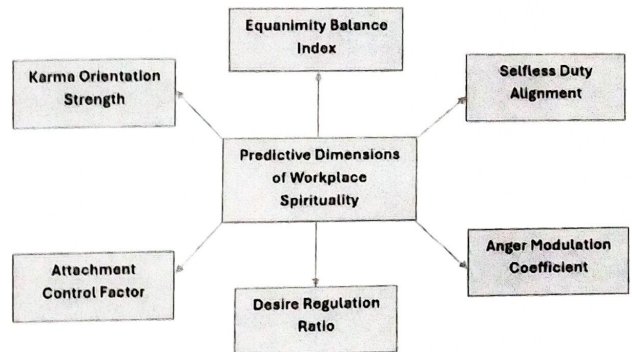 Equanimity Balance
Index
Karma Orientation
Strength
Selfless Duty
Alignment
Predictive Dimensions
of Workplace
Spirituality
Attachment
Control Factor
Anger Modulation
Coefficient
Desire Regulation
Ratio